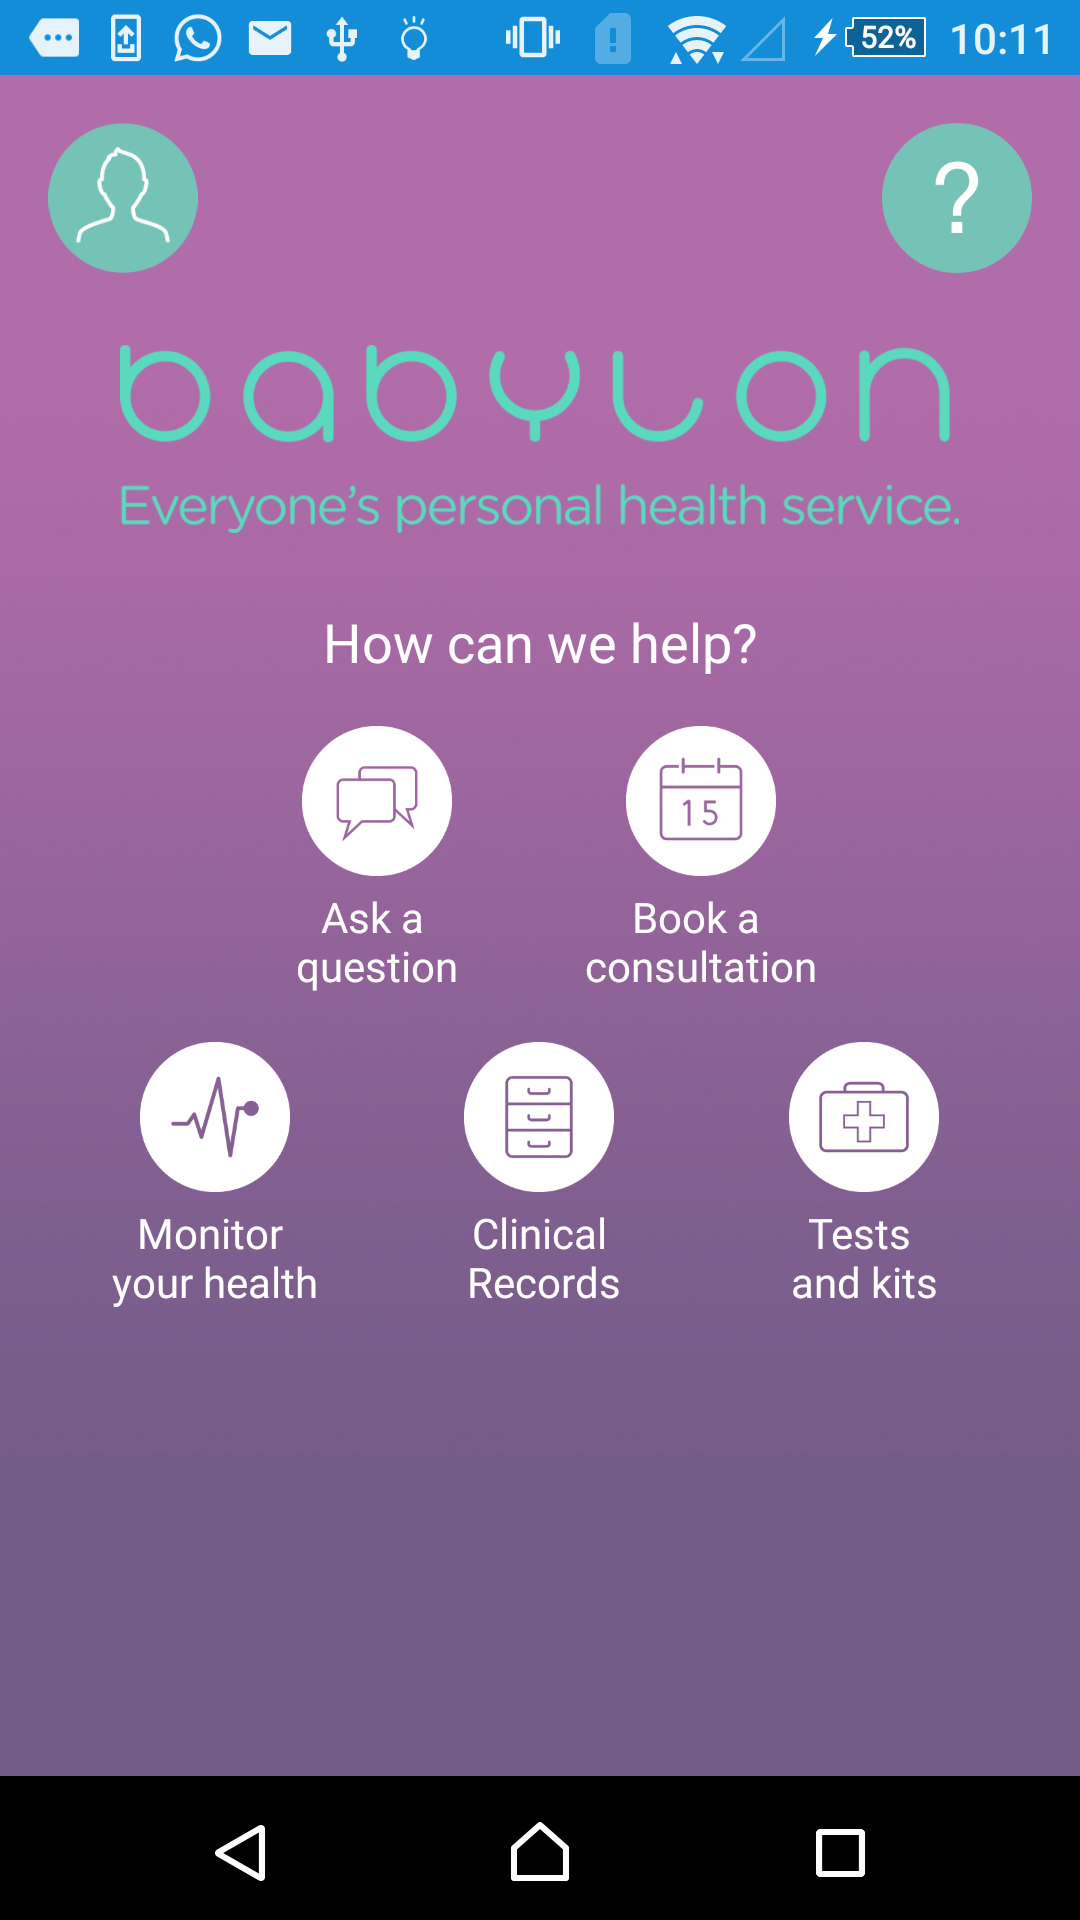 52% 10:11
?
babylon
Everyone's personal health service.
How can we help?
15
Ask a
question
Book a
consultation
Monitor
your health
Clinical
Records
Tests
and kits